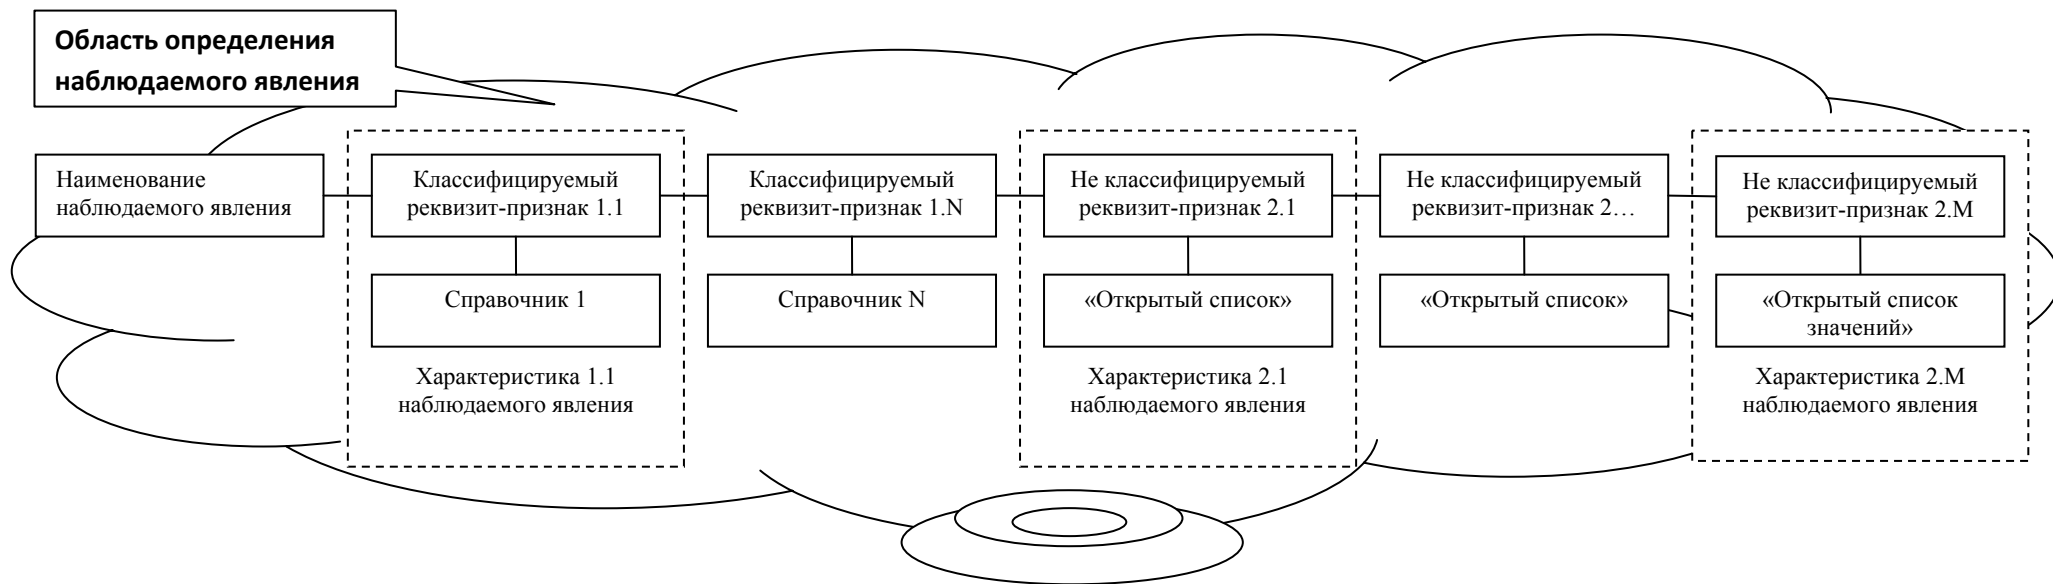 Область определения
наблюдаемого явления
Наименование
наблюдаемого явления
Классифицируемый
реквизит-признак 1.1
Классифицируемый
реквизит-признак 1.N
Не классифицируемый
реквизит-признак 2.1
Не классифицируемый
реквизит-признак 2…
Не классифицируемый
реквизит-признак 2.M
Справочник 1
Справочник N
«Открытый список»
«Открытый список»
«Открытый список
значений»
Характеристика 1.1
наблюдаемого явления
Характеристика 2.1
наблюдаемого явления
Характеристика 2.M
наблюдаемого явления